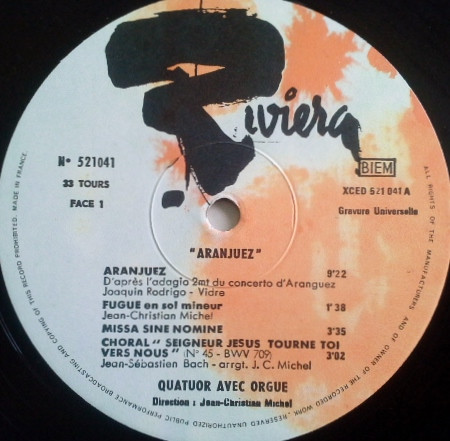 Riviera
N° 521041
BIEM
33 TOURS
XCED 521 041 A
FACE 1
Gravure Universelle
"ARANJUEZ"
ARANJUEZ 9'22
D'après l'adagio 2mt du concerto d'Aranguez
Joaquin Rodrigo - Vidre
FUGUE en sol mineur 1'38
Jean-Christian Michel
MISSA SINE NOMINE 3'35
CHORAL " SEIGNEUR JESUS TOURNE TOI
VERS NOUS " (N° 45 - BWV 709) 3'02
Jean-Sébastien Bach - arrgt. J. C. Michel
QUATUOR AVEC ORGUE
Direction : Jean-Christian Michel
ALL RIGHTS OF THE MANUFACTURERS AND OF OWNER OF THE RECORDED WORK. UNAUTHORIZED PUBLIC PERFORMANCE BROADCASTING AND COPYING OF THIS RECORD PROHIBITED. MADE IN FRANCE.